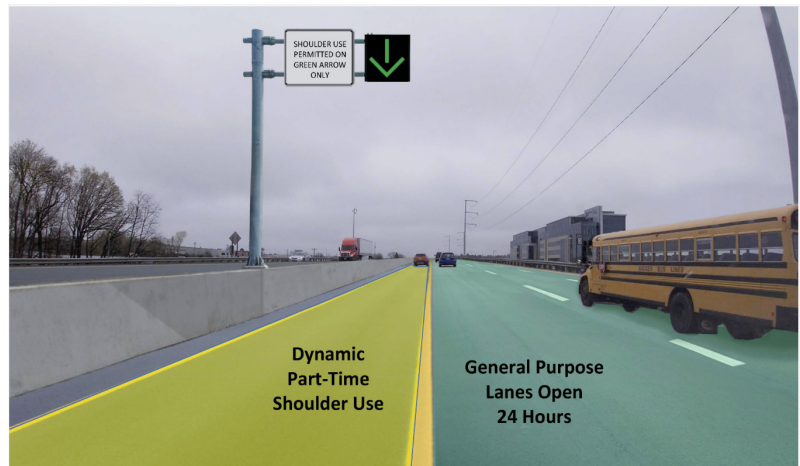 SHOULDER USE
PERMITTED ON
GREEN ARROW
ONLY
Dynamic
Part-Time
Shoulder Use
General Purpose
Lanes Open
24 Hours